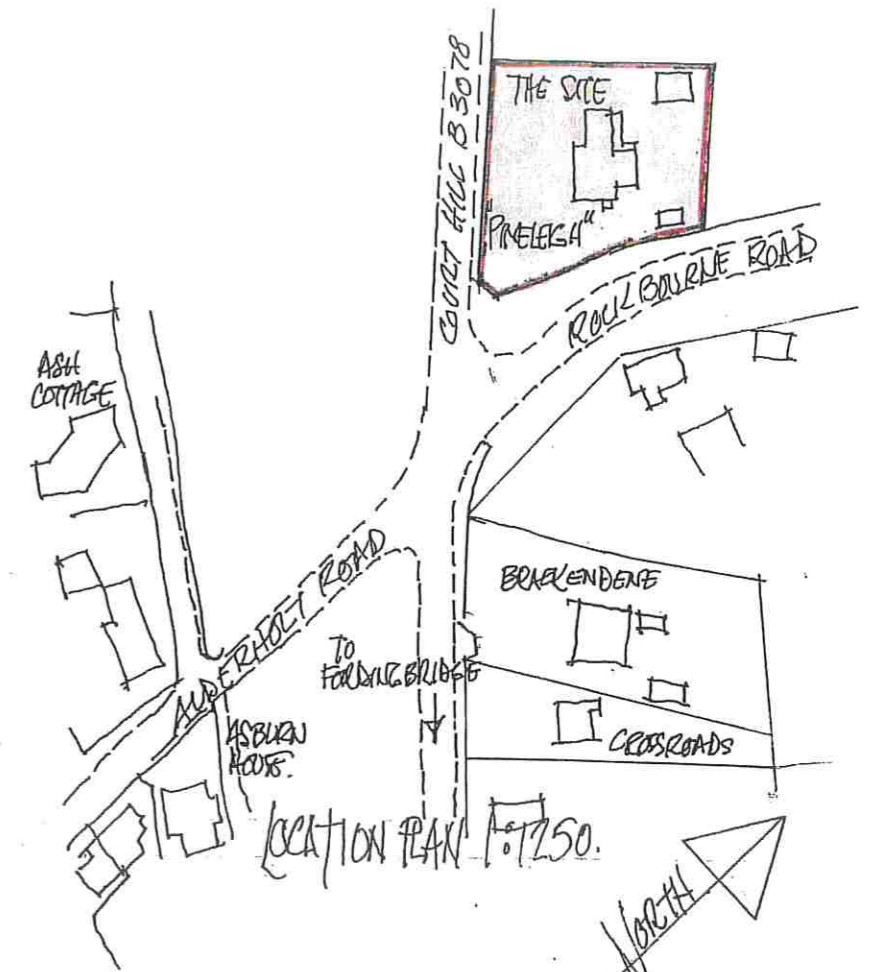 COURT HILL B3078
THE SITE
"PINELEIGH"
ROCKBOURNE ROAD
ASH
COTTAGE
ALDERHOLT ROAD
BRACKENDENE
TO
FORDINGBRIDGE
ASBURN
HOUSE.
CROSSROADS
LOCATION PLAN 1:1250.
NORTH